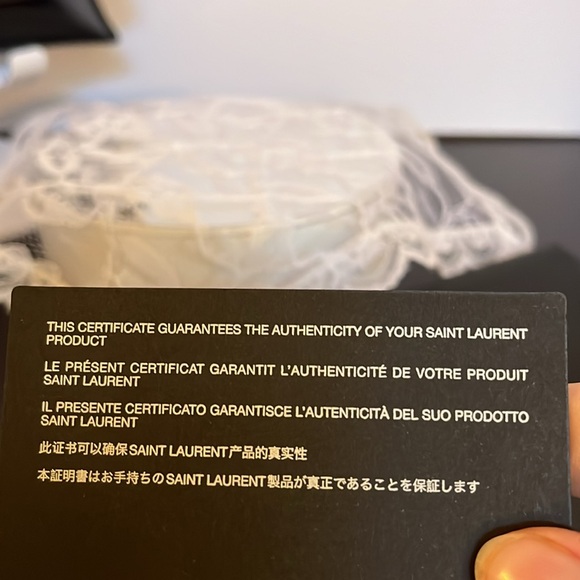 THIS CERTIFICATE GUARANTEES THE AUTHENTICITY OF YOUR SAINT LAURENT
PRODUCT
LE PRÉSENT CERTIFICAT GARANTIT L'AUTHENTICITÉ DE VOTRE PRODUIT
SAINT LAURENT
IL PRESENTE CERTIFICATO GARANTISCE L'AUTENTICITÀ DEL SUO PRODOTTO
SAINT LAURENT
此证书可以确保SAINT LAURENT产品的真实性
本証明書はお手持ちのSAINT LAURENT製品が真正であることを保証します